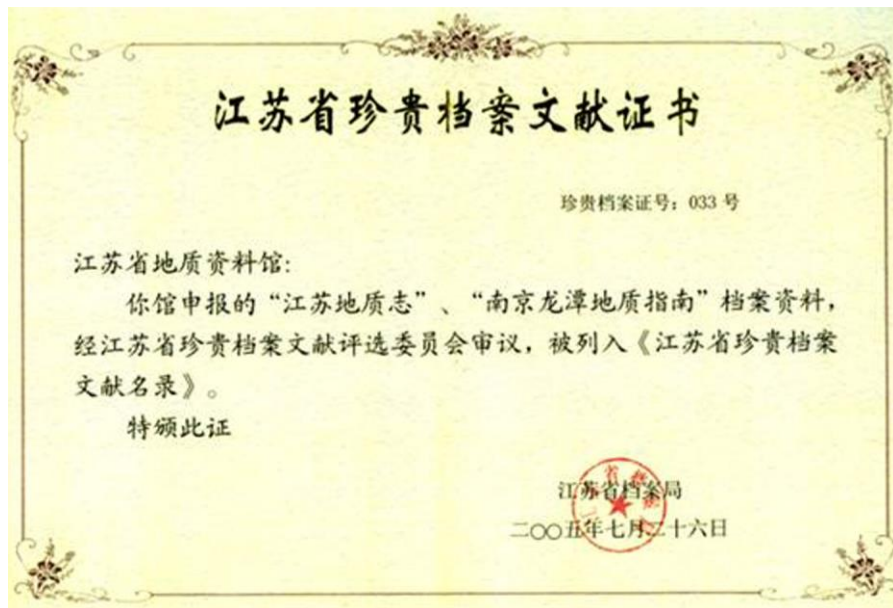 江苏省珍贵档案文献证书
珍贵档案证号：033 号
江苏省地质资料馆：
你馆申报的“江苏地质志”、“南京龙潭地质指南”档案资料，
经江苏省珍贵档案文献评选委员会审议，被列入《江苏省珍贵档案
文献名录》。
特颁此证
江苏省档案局
二〇〇五年七月二十六日